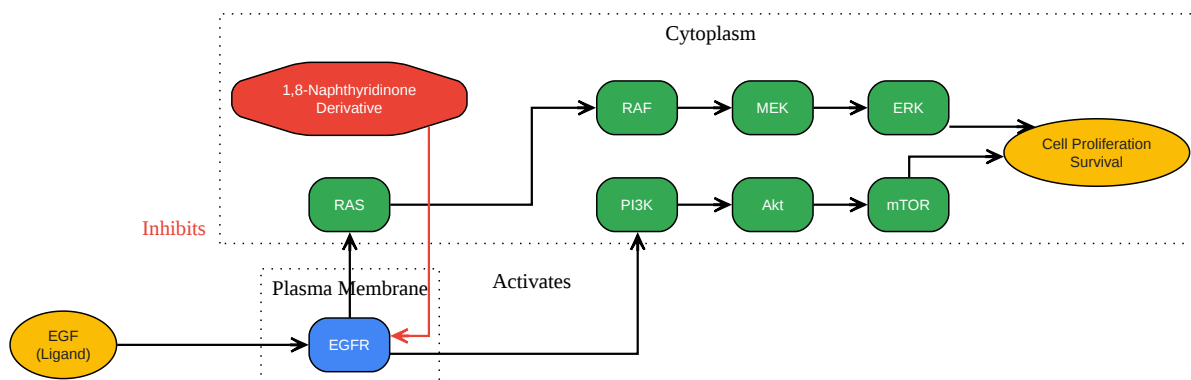 Cytoplasm
1,8-Naphthyridinone
Derivative
RAF
MEK
ERK
Cell Proliferation
Survival
RAS
PI3K
Akt
mTOR
Inhibits
Activates
Plasma Membrane
EGF
(Ligand)
EGFR